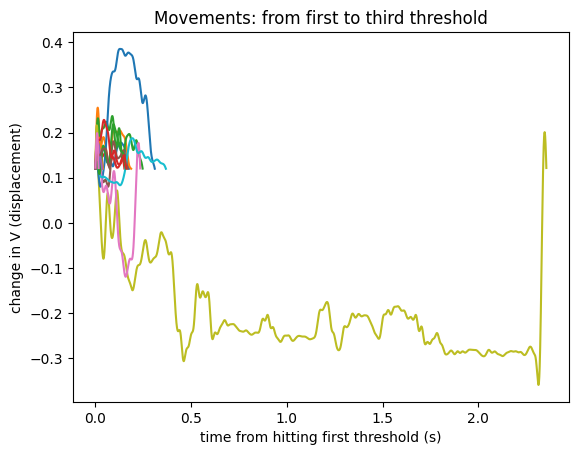 Movements: from first to third threshold
change in V (displacement)
0.4
0.3
0.2
0.1
0.0
−0.1
−0.2
−0.3
0.0 0.5 1.0 1.5 2.0
time from hitting first threshold (s)